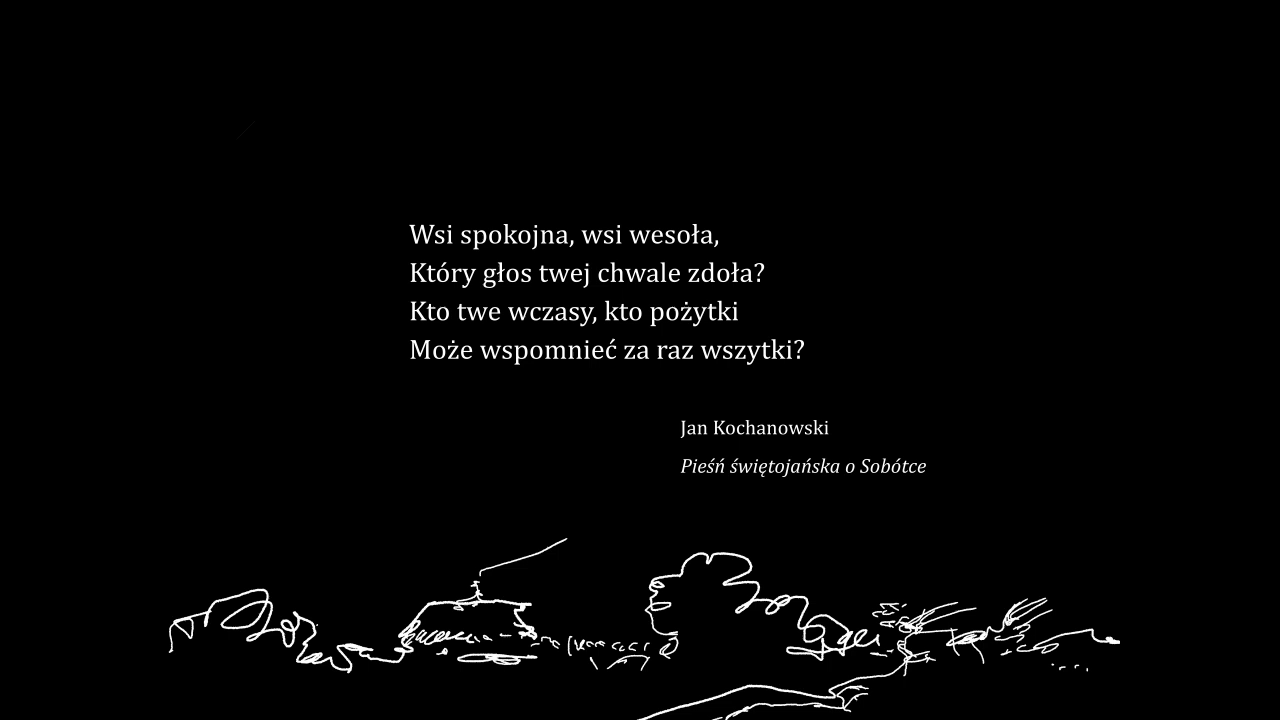 Wsi spokojna, wsi wesoła,
Który głos twej chwale zdoła?
Kto twe wczasy, kto pożytki
Może wspomnieć za raz wszytki?
Jan Kochanowski
Pieśń świętojańska o Sobótce